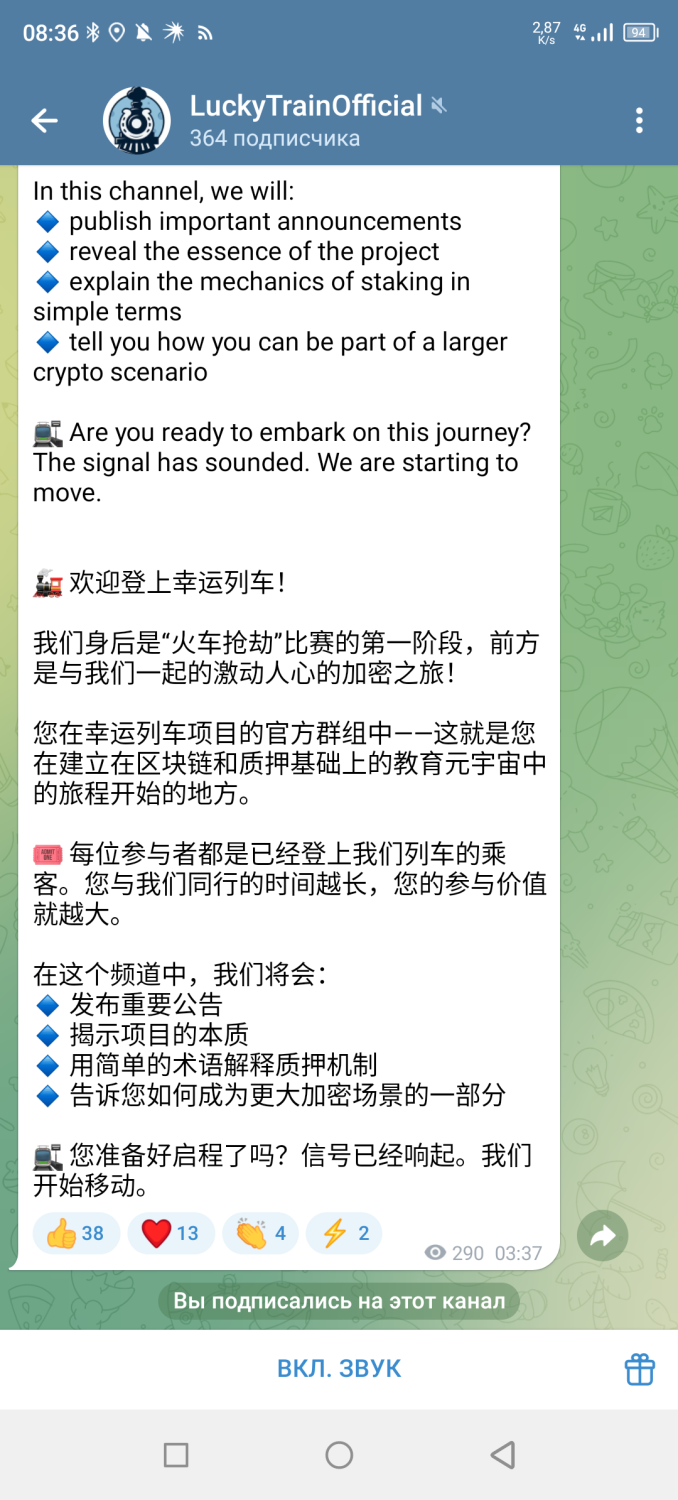 08:36
2,87 K/s 4G 94
LuckyTrainOfficial
364 подписчика
In this channel, we will:
🔹 publish important announcements
🔹 reveal the essence of the project
🔹 explain the mechanics of staking in
simple terms
🔹 tell you how you can be part of a larger
crypto scenario
🚉 Are you ready to embark on this journey?
The signal has sounded. We are starting to
move.
🚂 欢迎登上幸运列车！
我们身后是“火车抢劫”比赛的第一阶段，前方
是与我们一起的激动人心的加密之旅！
您在幸运列车项目的官方群组中——这就是您
在建立在区块链和质押基础上的教育元宇宙中
的旅程开始的地方。
🎟 每位参与者都是已经登上我们列车的乘
客。您与我们同行的时间越长，您的参与价值
就越大。
在这个频道中，我们将会：
🔹 发布重要公告
🔹 揭示项目的本质
🔹 用简单的术语解释质押机制
🔹 告诉您如何成为更大加密场景的一部分
🚉 您准备好启程了吗？信号已经响起。我们
开始移动。
👍 38 ❤️ 13 👏 4 ⚡ 2
290 03:37
Вы подписались на этот канал
ВКЛ. ЗВУК